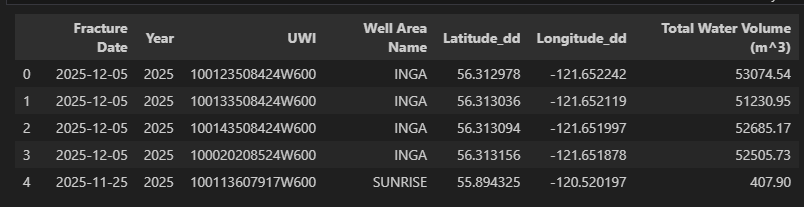 Fracture Date Year UWI Well Area Name Latitude_dd Longitude_dd Total Water Volume (m^3)
0 2025-12-05 2025 100123508424W600 INGA 56.312978 -121.652242 53074.54
1 2025-12-05 2025 100133508424W600 INGA 56.313036 -121.652119 51230.95
2 2025-12-05 2025 100143508424W600 INGA 56.313094 -121.651997 52685.17
3 2025-12-05 2025 100020208524W600 INGA 56.313156 -121.651878 52505.73
4 2025-11-25 2025 100113607917W600 SUNRISE 55.894325 -120.520197 407.90